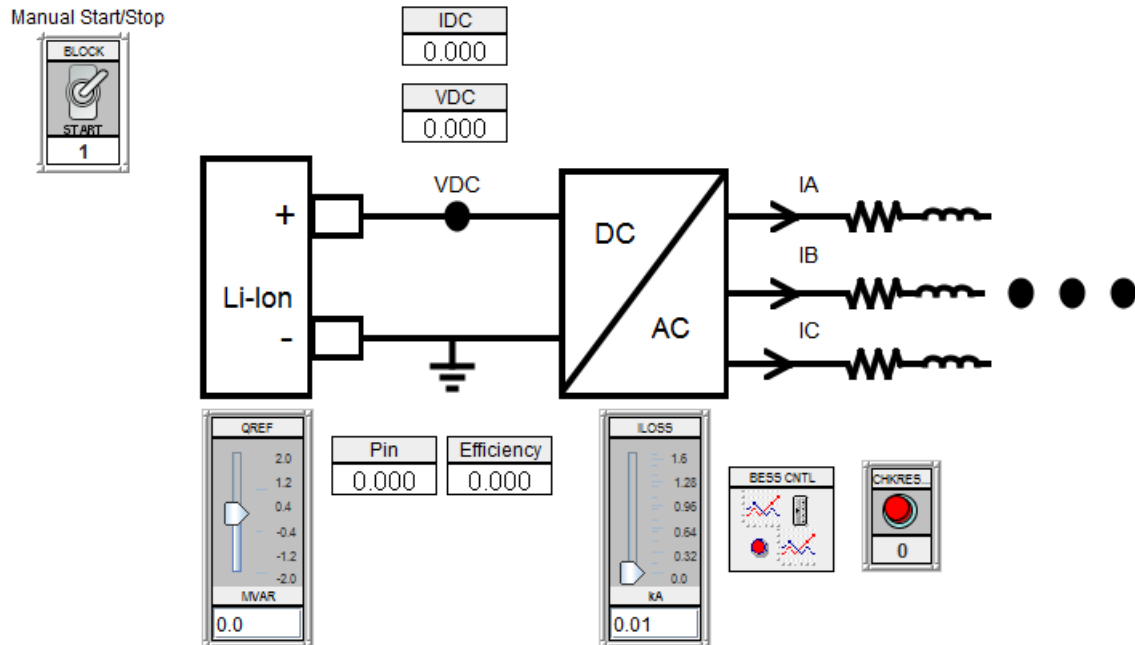 Manual Start/Stop
BLOCK
START
1
IDC
0.000
VDC
0.000
VDC
+
Li-Ion
-
DC
AC
IA
IB
IC
QREF
2.0
1.2
0.4
-0.4
-1.2
-2.0
MVAR
0.0
Pin
0.000
Efficiency
0.000
ILOSS
1.6
1.28
0.96
0.64
0.32
0.0
kA
0.01
BESS CNTL
CHKRES...
0